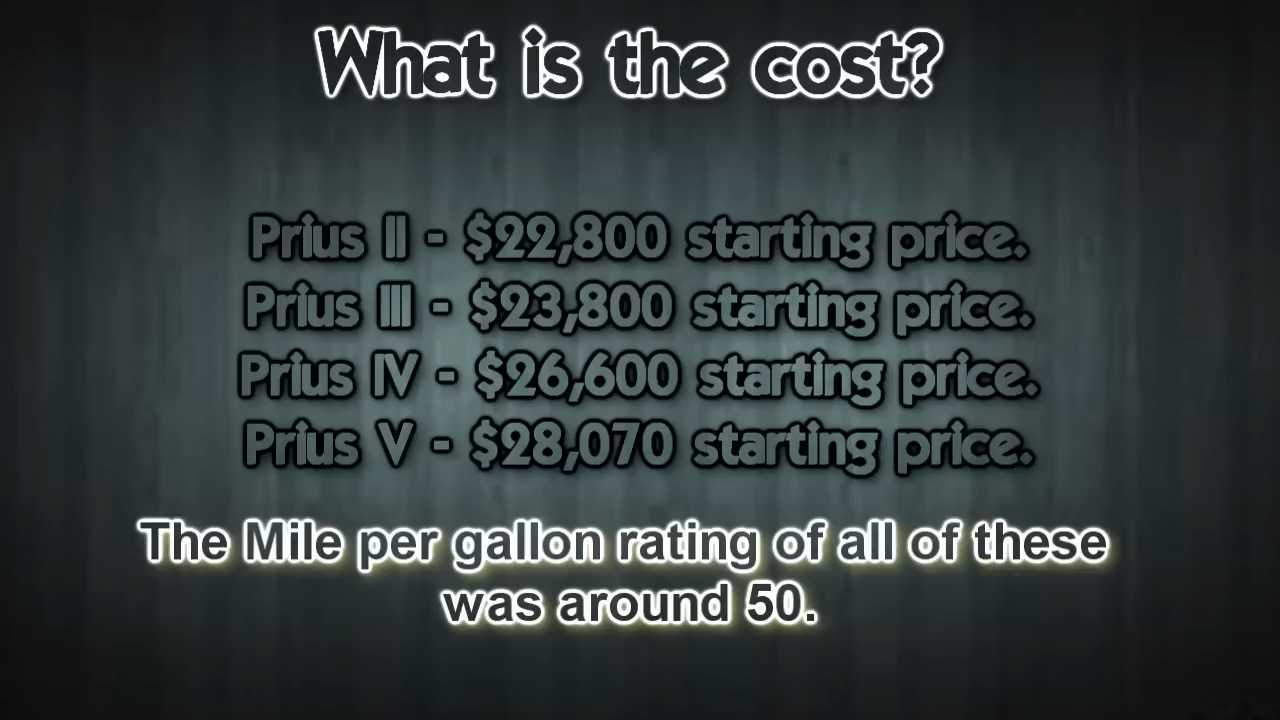 What is the cost?
Prius II - $22,800 starting price.
Prius III - $23,800 starting price.
Prius IV - $26,600 starting price.
Prius V - $28,070 starting price.
The Mile per gallon rating of all of these
was around 50.